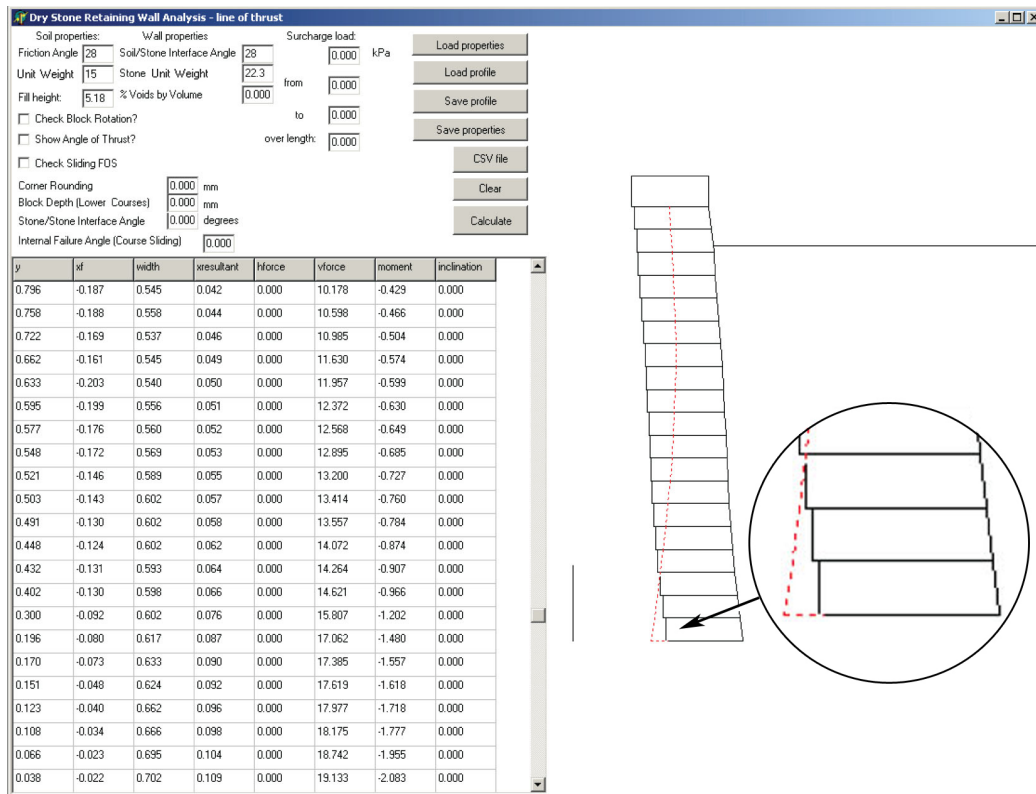 Dry Stone Retaining Wall Analysis - line of thrust
Soil properties: Wall properties Surcharge load:
Friction Angle 28 Soil/Stone Interface Angle 28 0.000 kPa Load properties
Unit Weight 15 Stone Unit Weight 22.3 from 0.000 Load profile
Fill height: 5.18 % Voids by Volume 0.000 Save profile
Check Block Rotation? to 0.000 Save properties
Show Angle of Thrust? over length: 0.000
Check Sliding FOS CSV file
Corner Rounding 0.000 mm Clear
Block Depth (Lower Courses) 0.000 mm
Stone/Stone Interface Angle 0.000 degrees Calculate
Internal Failure Angle (Course Sliding) 0.000
y xf width xresultant hforce vforce moment inclination
0.796 -0.187 0.545 0.042 0.000 10.178 -0.429 0.000
0.758 -0.188 0.558 0.044 0.000 10.598 -0.466 0.000
0.722 -0.169 0.537 0.046 0.000 10.985 -0.504 0.000
0.662 -0.161 0.545 0.049 0.000 11.630 -0.574 0.000
0.633 -0.203 0.540 0.050 0.000 11.957 -0.599 0.000
0.595 -0.199 0.556 0.051 0.000 12.372 -0.630 0.000
0.577 -0.176 0.560 0.052 0.000 12.568 -0.649 0.000
0.548 -0.172 0.569 0.053 0.000 12.895 -0.685 0.000
0.521 -0.146 0.589 0.055 0.000 13.200 -0.727 0.000
0.503 -0.143 0.602 0.057 0.000 13.414 -0.760 0.000
0.491 -0.130 0.602 0.058 0.000 13.557 -0.784 0.000
0.448 -0.124 0.602 0.062 0.000 14.072 -0.874 0.000
0.432 -0.131 0.593 0.064 0.000 14.264 -0.907 0.000
0.402 -0.130 0.598 0.066 0.000 14.621 -0.966 0.000
0.300 -0.092 0.602 0.076 0.000 15.807 -1.202 0.000
0.196 -0.080 0.617 0.087 0.000 17.062 -1.480 0.000
0.170 -0.073 0.633 0.090 0.000 17.385 -1.557 0.000
0.151 -0.048 0.624 0.092 0.000 17.619 -1.618 0.000
0.123 -0.040 0.662 0.096 0.000 17.977 -1.718 0.000
0.108 -0.034 0.666 0.098 0.000 18.175 -1.777 0.000
0.066 -0.023 0.695 0.104 0.000 18.742 -1.955 0.000
0.038 -0.022 0.702 0.109 0.000 19.133 -2.083 0.000